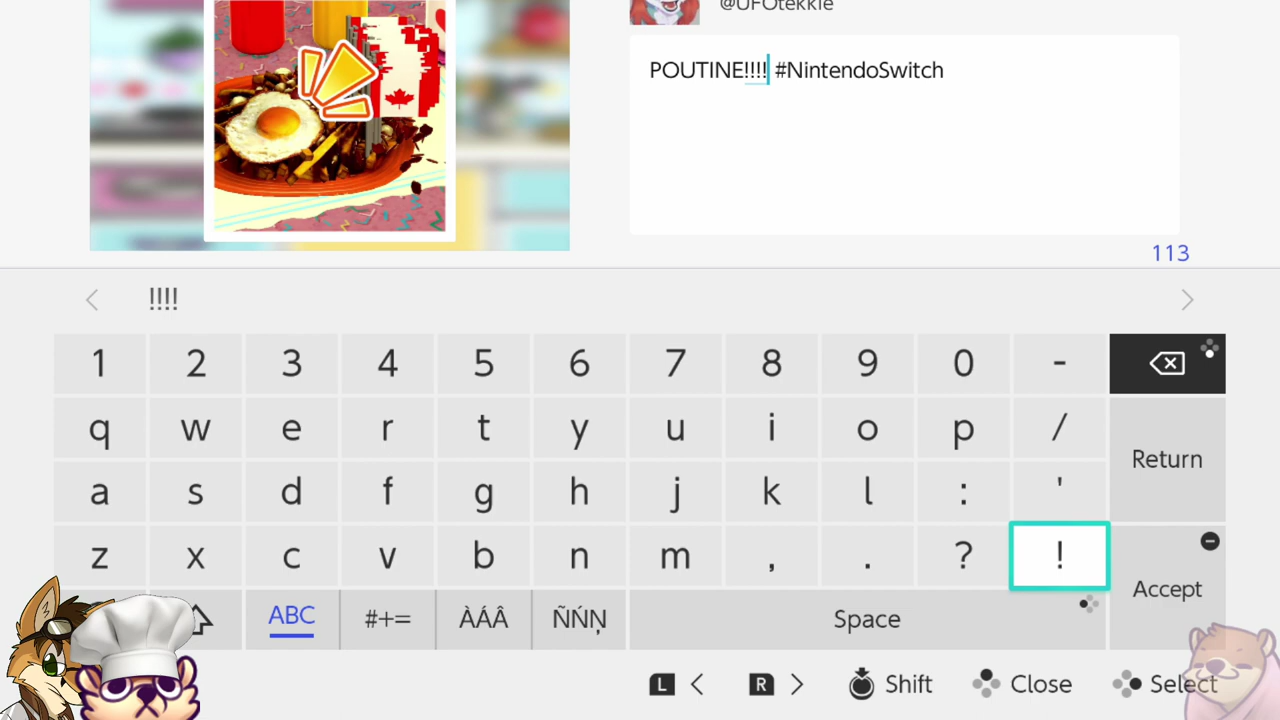 @UFOtekkie
POUTINE!!!! #NintendoSwitch
113
!!!!
1 2 3 4 5 6 7 8 9 0 -
q w e r t y u i o p /
Return
a s d f g h j k l : '
z x c v b n m , . ? !
Accept
ABC #+= ÀÁÂ ÑŃŅ Space
L < R > Shift Close Select